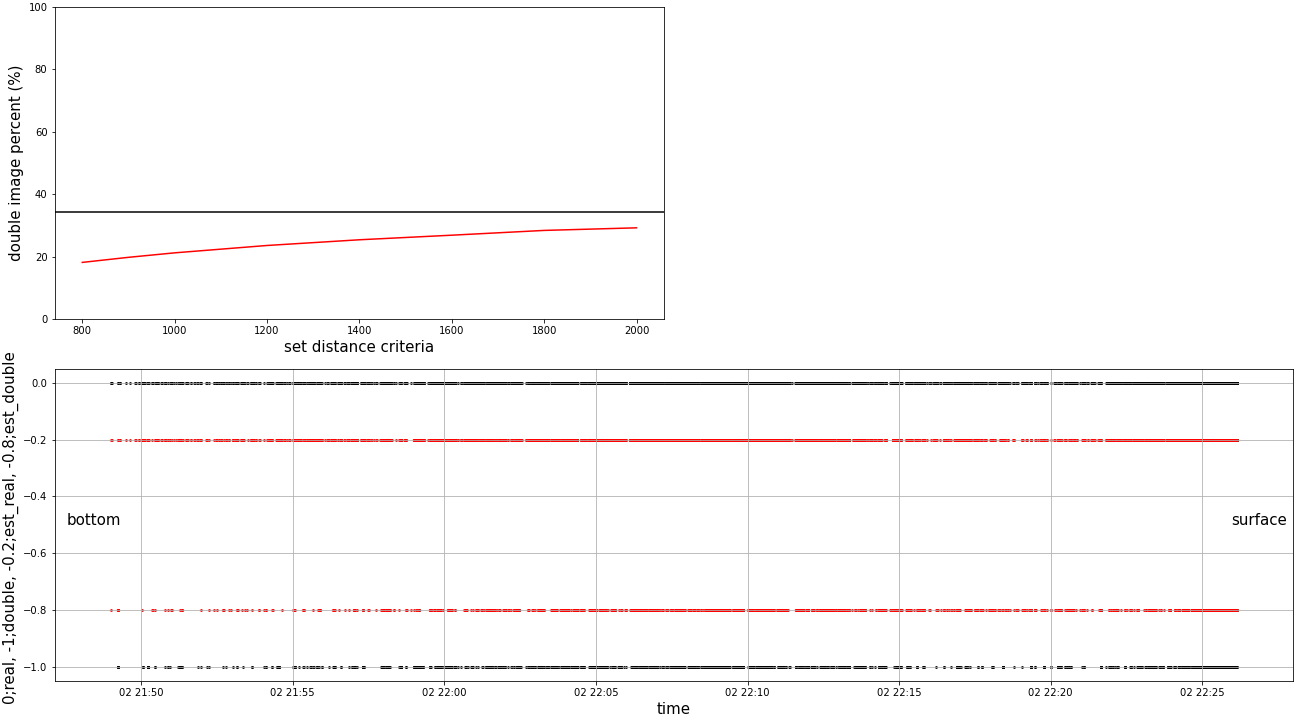 100
80
60
40
20
0
double image percent (%)
800 1000 1200 1400 1600 1800 2000
set distance criteria
0;real, -1;double, -0.2;est_real, -0.8;est_double
0.0
−0.2
−0.4
bottom surface
−0.6
−0.8
−1.0
02 21:50 02 21:55 02 22:00 02 22:05 02 22:10 02 22:15 02 22:20 02 22:25
time